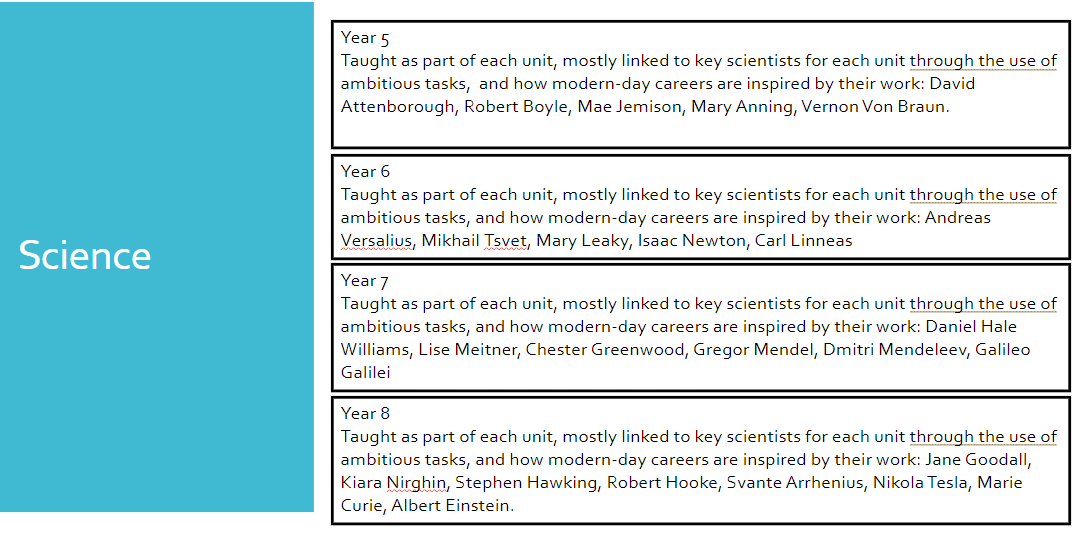 Science
Year 5
Taught as part of each unit, mostly linked to key scientists for each unit through the use of
ambitious tasks,  and how modern-day careers are inspired by their work: David
Attenborough, Robert Boyle, Mae Jemison, Mary Anning, Vernon Von Braun.
Year 6
Taught as part of each unit, mostly linked to key scientists for each unit through the use of
ambitious tasks, and how modern-day careers are inspired by their work: Andreas
Versalius, Mikhail Tsvet, Mary Leaky, Isaac Newton, Carl Linneas
Year 7
Taught as part of each unit, mostly linked to key scientists for each unit through the use of
ambitious tasks, and how modern-day careers are inspired by their work: Daniel Hale
Williams, Lise Meitner, Chester Greenwood, Gregor Mendel, Dmitri Mendeleev, Galileo
Galilei
Year 8
Taught as part of each unit, mostly linked to key scientists for each unit through the use of
ambitious tasks, and how modern-day careers are inspired by their work: Jane Goodall,
Kiara Nirghin, Stephen Hawking, Robert Hooke, Svante Arrhenius, Nikola Tesla, Marie
Curie, Albert Einstein.